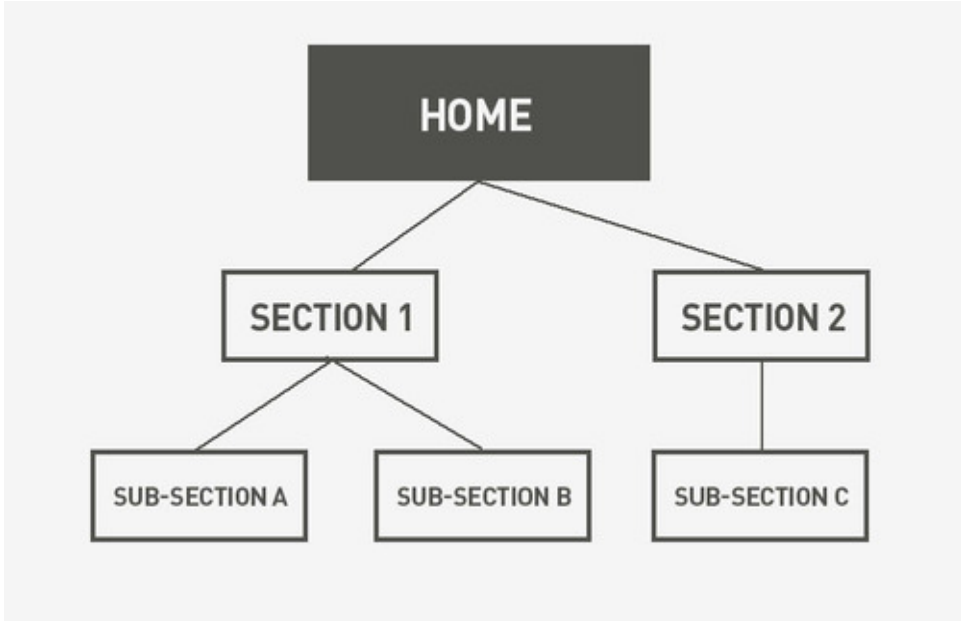 HOME
SECTION 1
SECTION 2
SUB-SECTION A
SUB-SECTION B
SUB-SECTION C